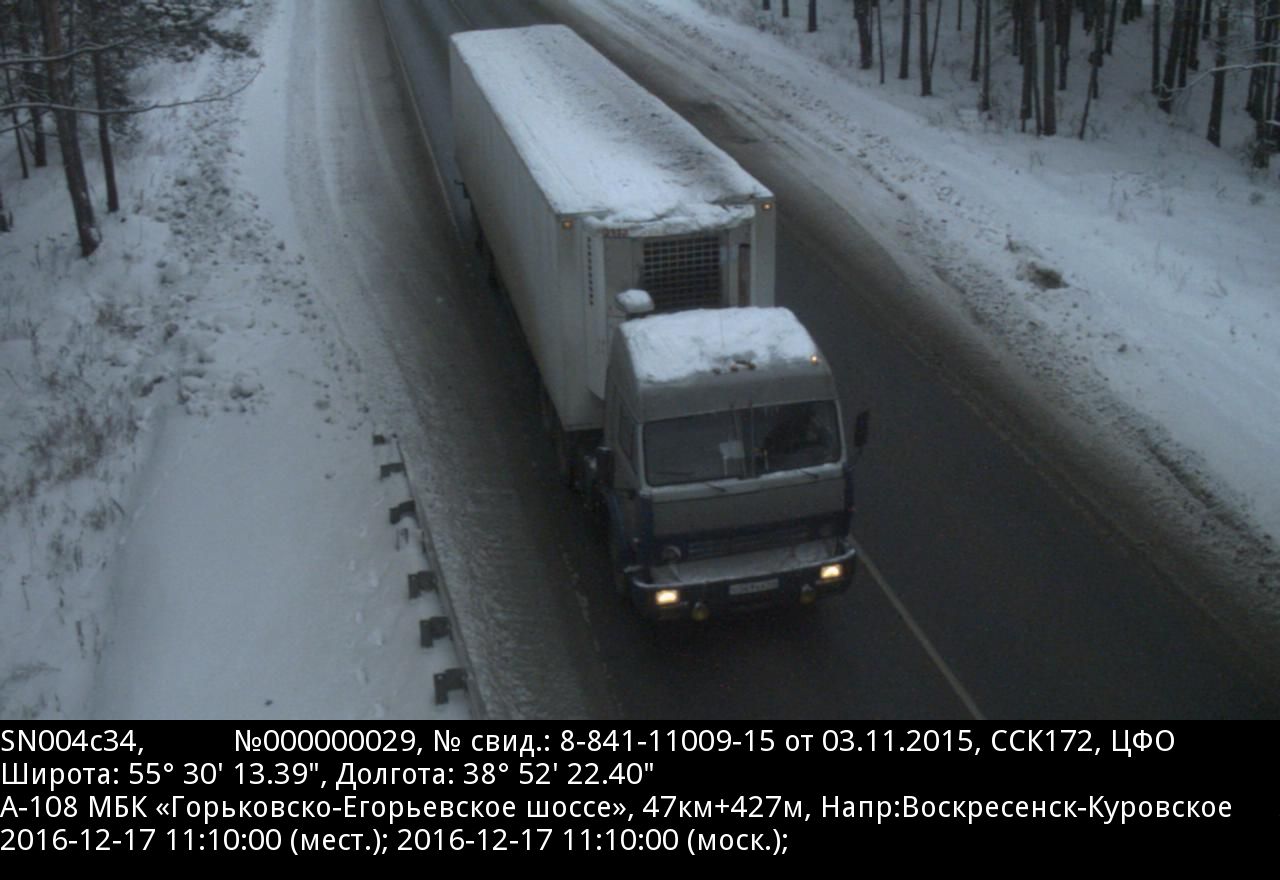 SN004c34, №000000029, № свид.: 8-841-11009-15 от 03.11.2015, ССК172, ЦФО
Широта: 55° 30' 13.39", Долгота: 38° 52' 22.40"
А-108 МБК «Горьковско-Егорьевское шоссе», 47км+427м, Напр:Воскресенск-Куровское
2016-12-17 11:10:00 (мест.); 2016-12-17 11:10:00 (моск.);